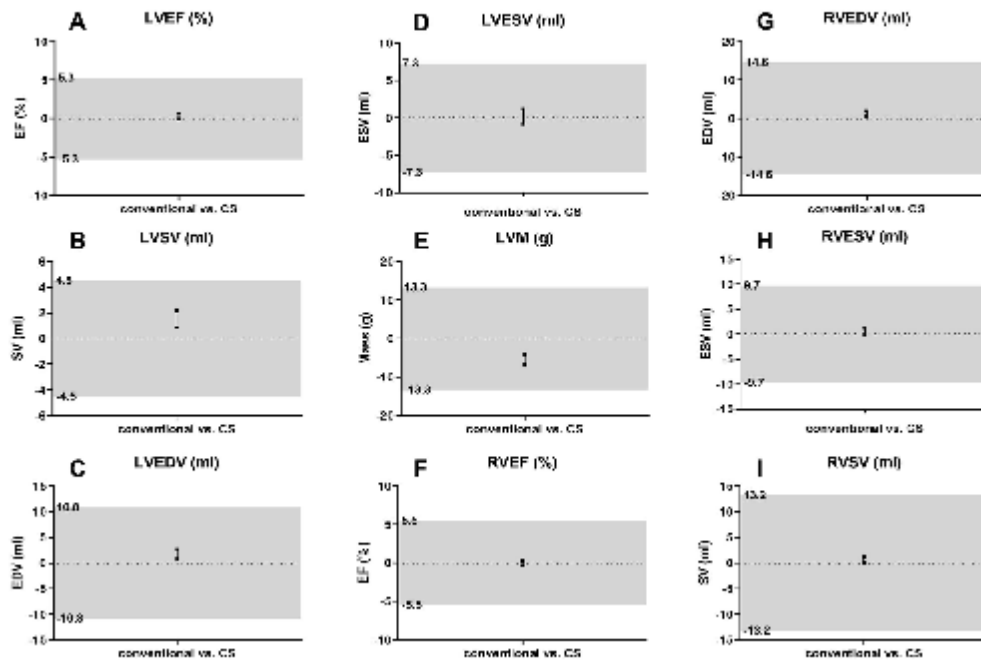 A LVEF (%)
10
5.3
5
EF (%)
0
-5
-5.3
10
conventional vs. CS
B LVSV (ml)
6
4.5
4
2
SV (ml)
0
-2
-4
-4.5
-6
conventional vs. CS
C LVEDV (ml)
15
10.8
10
5
EDV (ml)
0
-5
-10
-10.8
-15
conventional vs. CS
D LVESV (ml)
10
7.3
5
ESV (ml)
0
-5
-7.3
-10
conventional vs. CS
E LVM (g)
20
13.3
10
Mass (g)
0
-10
-13.3
-20
conventional vs. CS
F RVEF (%)
10
5.5
5
EF (%)
0
-5
-5.5
-10
conventional vs. CS
G RVEDV (ml)
20
14.6
10
EDV (ml)
0
10
-14.6
20
conventional vs. CS
H RVESV (ml)
15
9.7
10
5
ESV (ml)
0
-5
-10
-9.7
-15
conventional vs. CS
I RVSV (ml)
15
13.2
10
5
SV (ml)
0
-5
-10
-13.2
-15
conventional vs. CS